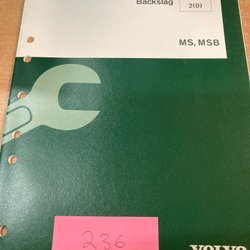 Backslag
2(0)
MS, MSB
236
VOLVO